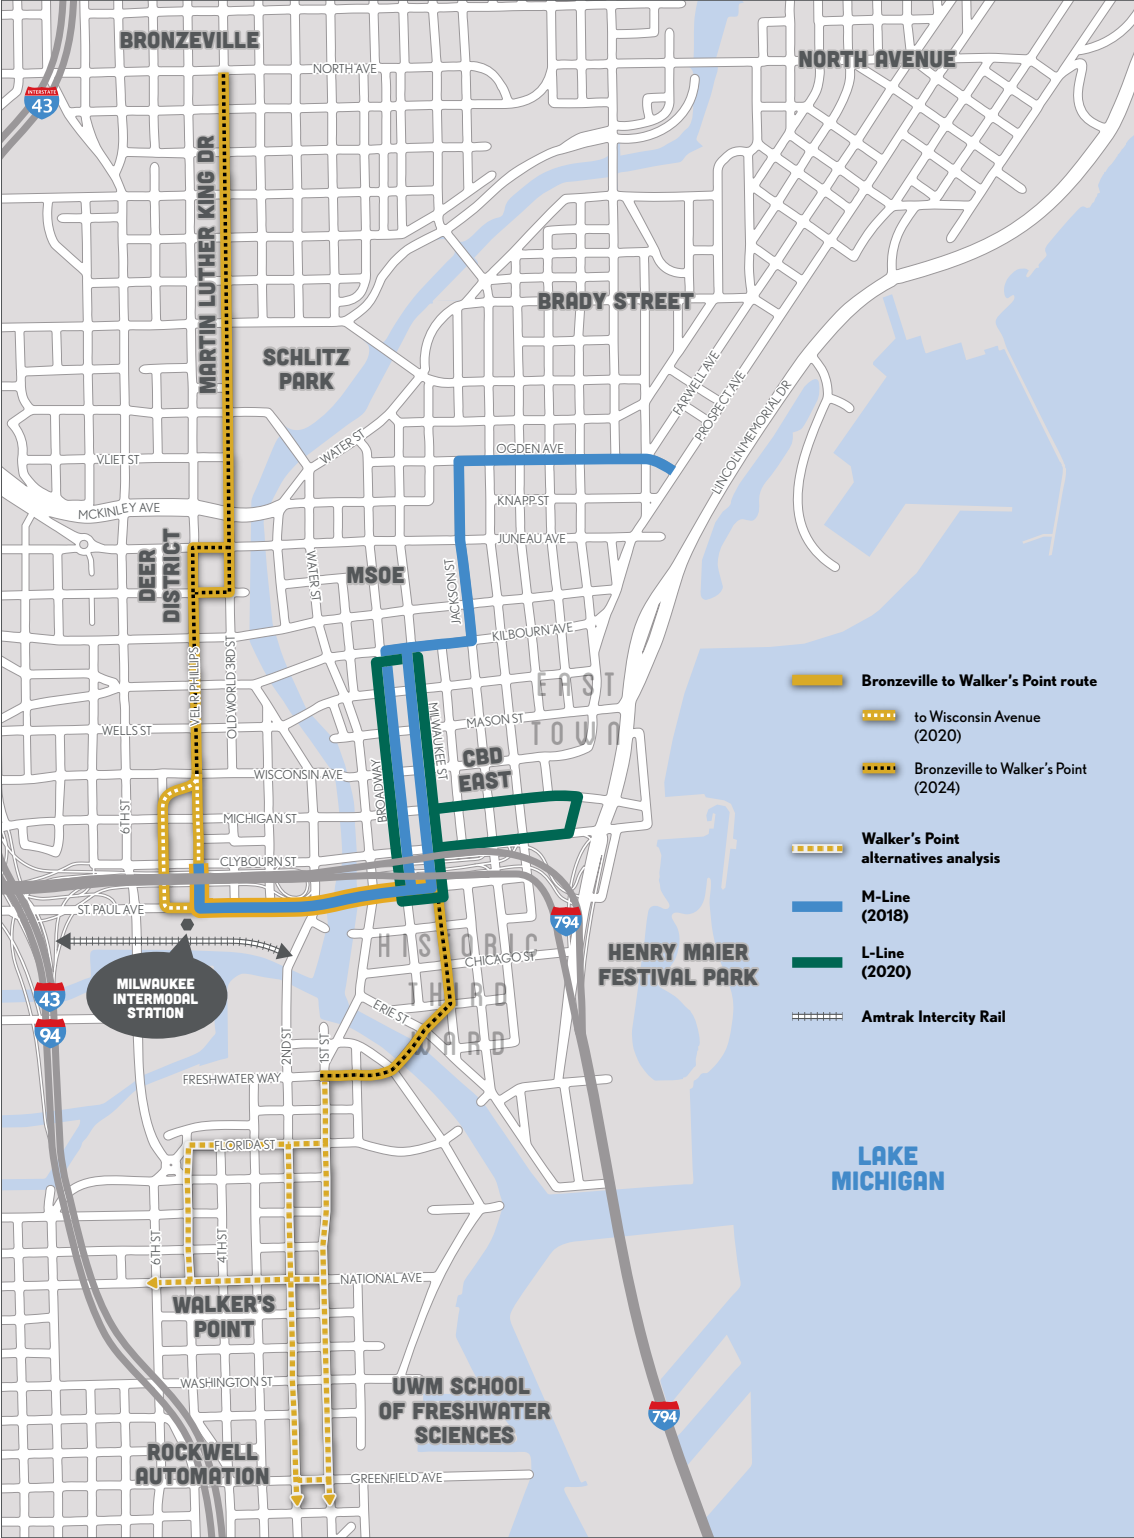 BRONZEVILLE
NORTH AVENUE
NORTH AVE
INTERSTATE
43
MARTIN LUTHER KING DR
BRADY STREET
SCHLITZ
PARK
FARWELL AVE
PROSPECT AVE
LINCOLN MEMORIAL DR
WATER ST
OGDEN AVE
VLIET ST
KNAPP ST
MCKINLEY AVE
JUNEAU AVE
DEER
DISTRICT
WATER ST
MSOE
JACKSON ST
KILBOURN AVE
VEL R PHILLIPS
OLD WORLD 3RD ST
EAST
TOWN
MILWAUKEE ST
MASON ST
WELLS ST
CBD
EAST
WISCONSIN AVE
BROADWAY
6TH ST
MICHIGAN ST
CLYBOURN ST
ST. PAUL AVE
794
HISTORIC
THIRD
WARD
CHICAGO ST
HENRY MAIER
FESTIVAL PARK
MILWAUKEE
INTERMODAL
STATION
43
94
ERIE ST
2ND ST
1ST ST
FRESHWATER WAY
FLORIDA ST
6TH ST
4TH ST
NATIONAL AVE
WALKER'S
POINT
WASHINGTON ST
UWM SCHOOL
OF FRESHWATER
SCIENCES
794
ROCKWELL
AUTOMATION
GREENFIELD AVE
LAKE
MICHIGAN
Bronzeville to Walker's Point route
to Wisconsin Avenue
(2020)
Bronzeville to Walker's Point
(2024)
Walker's Point
alternatives analysis
M-Line
(2018)
L-Line
(2020)
Amtrak Intercity Rail